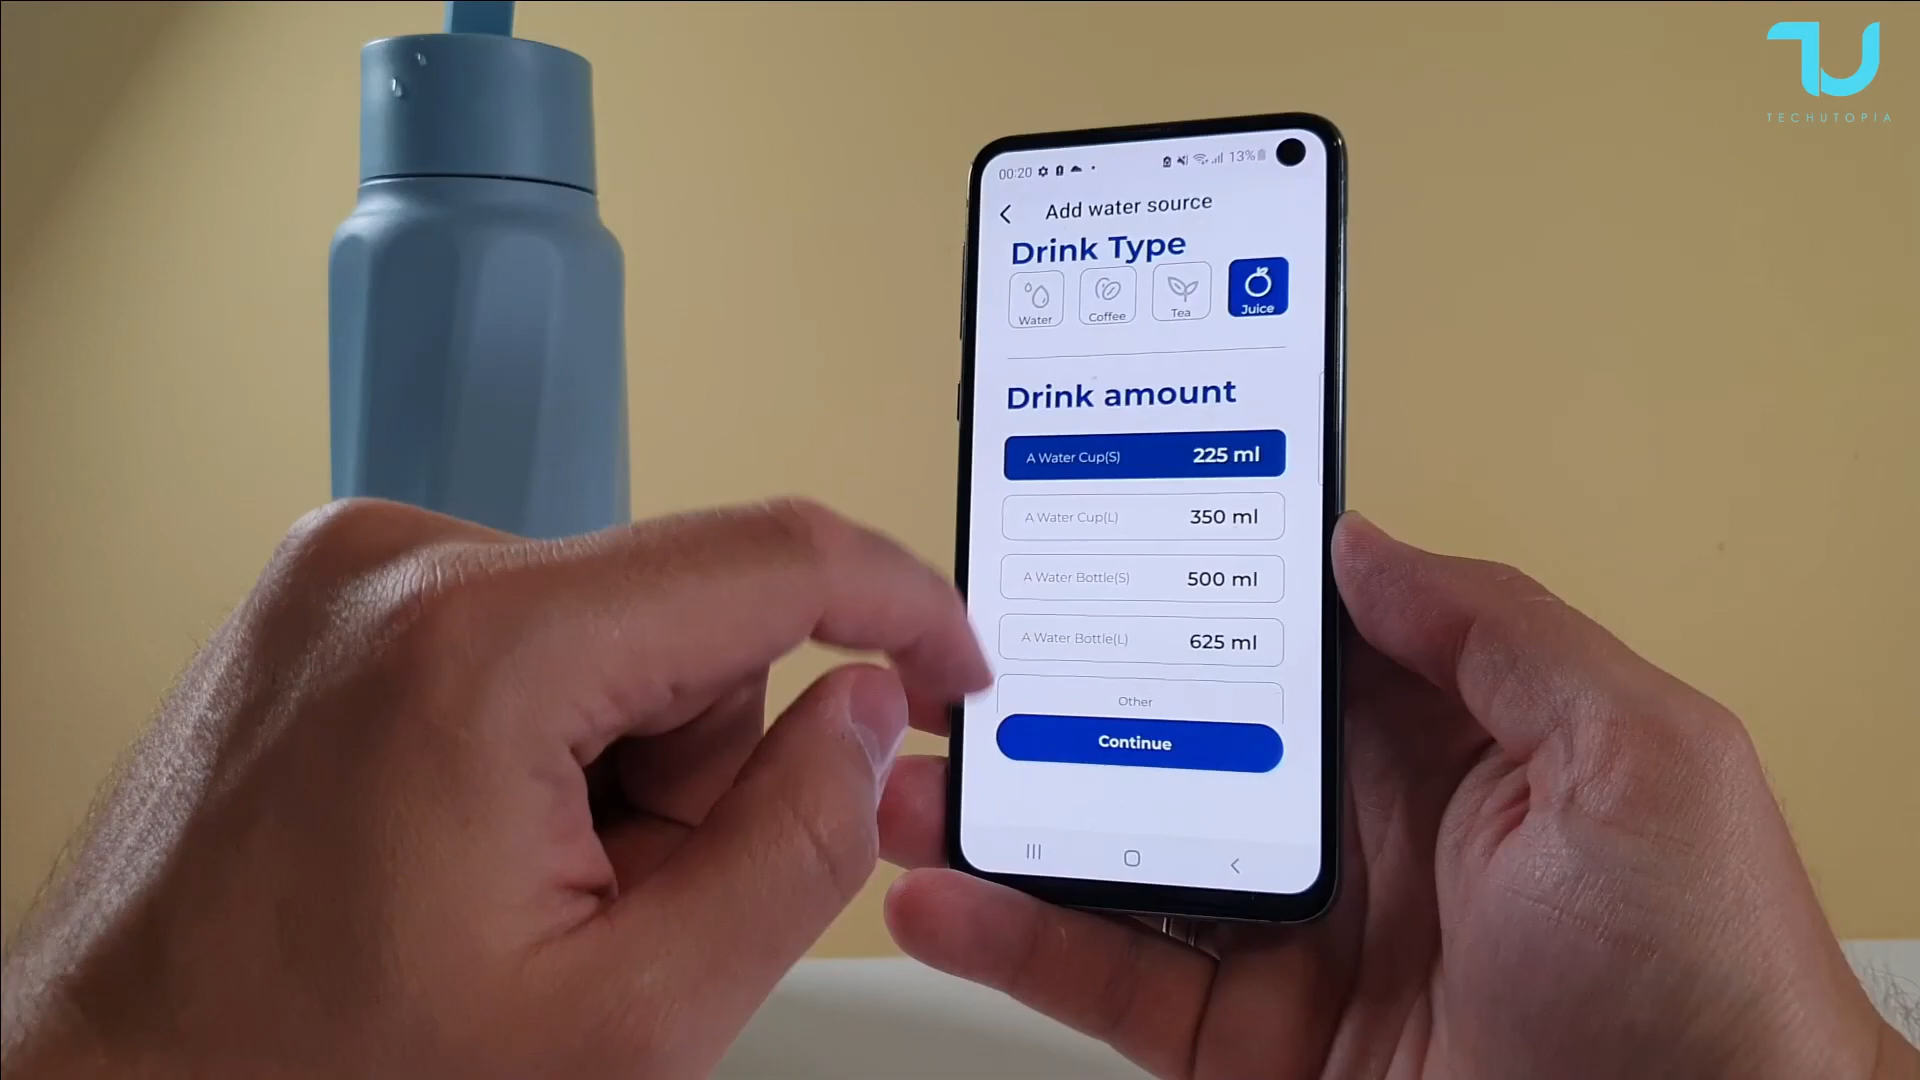 TECHUTOPIA
00:20 13%
Add water source
Drink Type
Water Coffee Tea Juice
Drink amount
A Water Cup(S) 225 ml
A Water Cup(L) 350 ml
A Water Bottle(S) 500 ml
A Water Bottle(L) 625 ml
Other
Continue